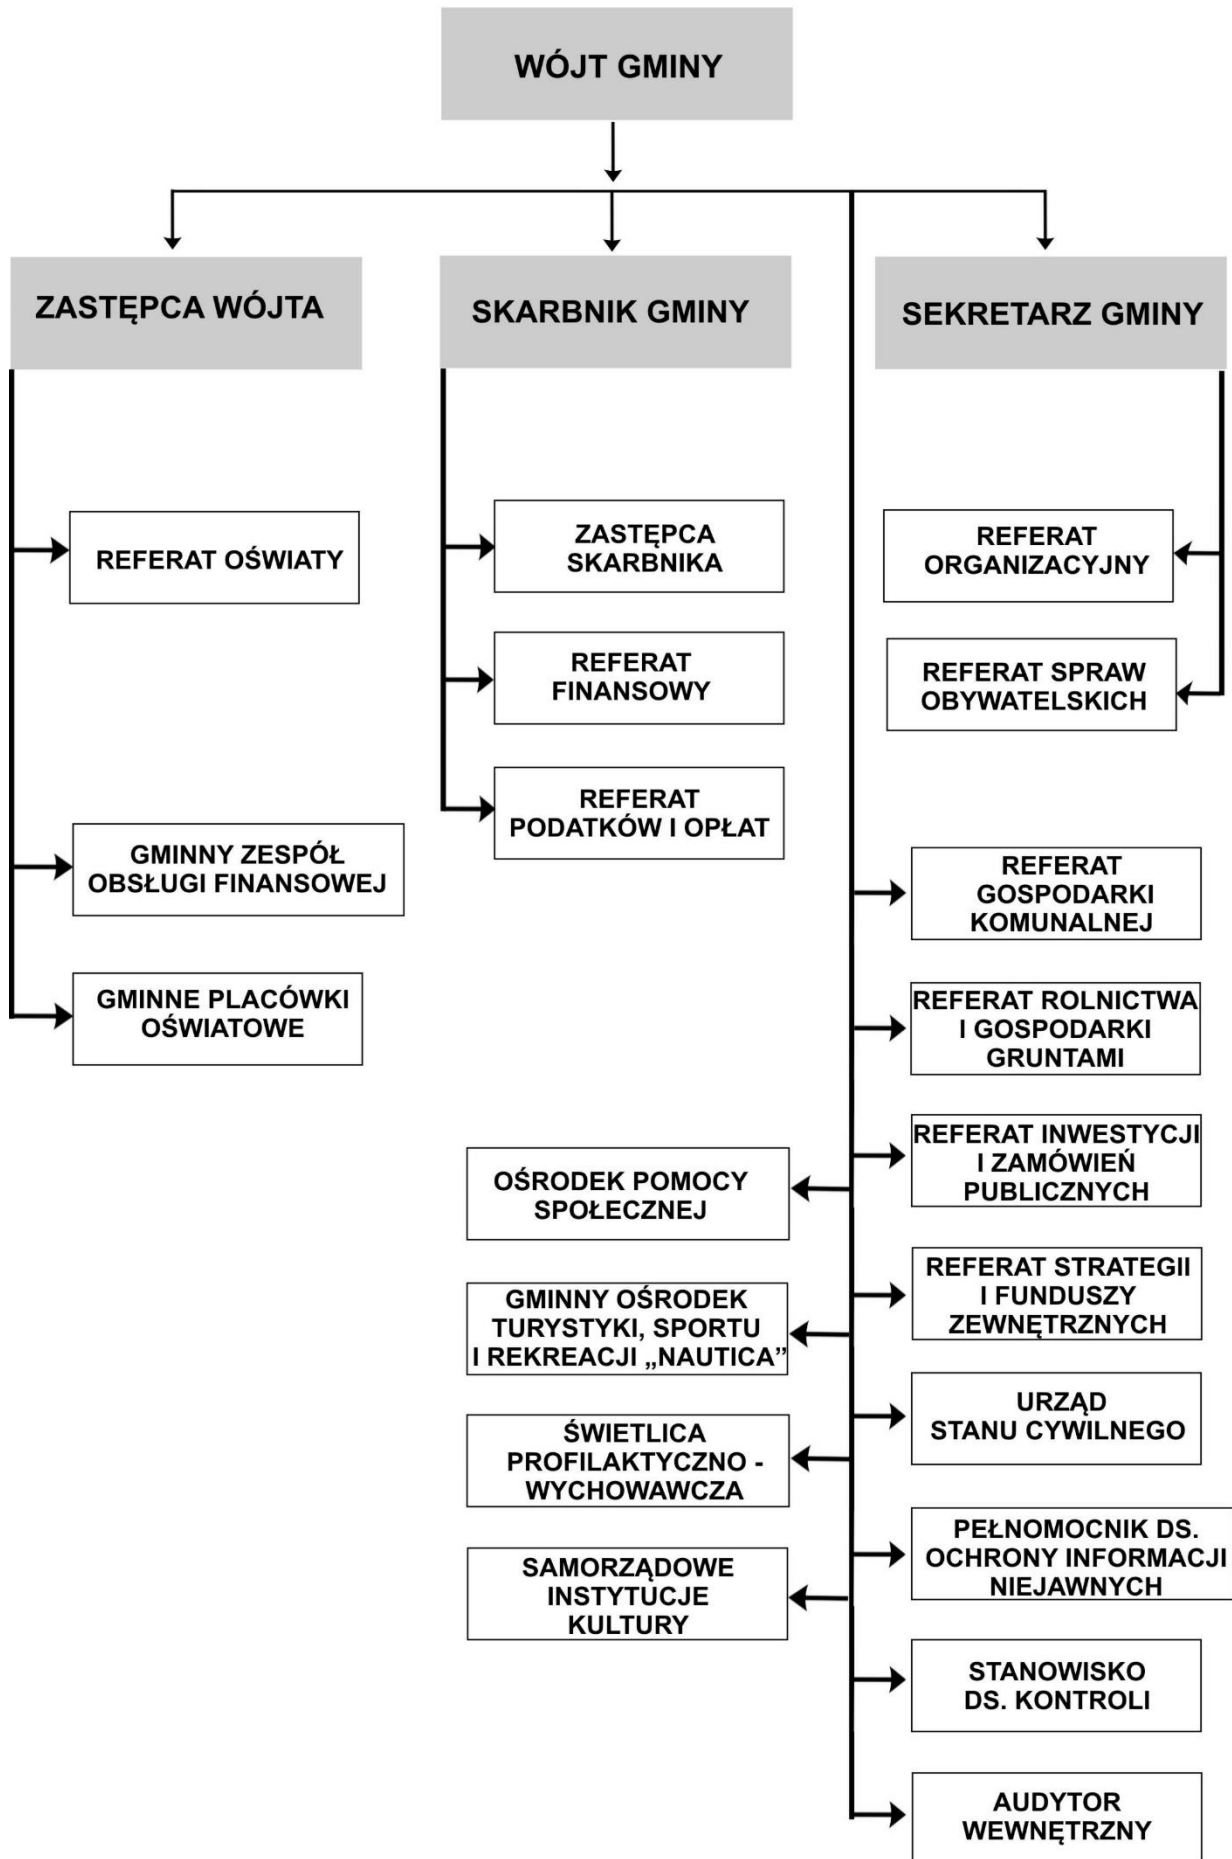 WÓJT GMINY
ZASTĘPCA WÓJTA
SKARBNIK GMINY
SEKRETARZ GMINY
REFERAT OŚWIATY
GMINNY ZESPÓŁ
OBSŁUGI FINANSOWEJ
GMINNE PLACÓWKI
OŚWIATOWE
ZASTĘPCA
SKARBNIKA
REFERAT
FINANSOWY
REFERAT
PODATKÓW I OPŁAT
REFERAT
ORGANIZACYJNY
REFERAT SPRAW
OBYWATELSKICH
OŚRODEK POMOCY
SPOŁECZNEJ
GMINNY OŚRODEK
TURYSTYKI, SPORTU
I REKREACJI „NAUTICA”
ŚWIETLICA
PROFILAKTYCZNO -
WYCHOWAWCZA
SAMORZĄDOWE
INSTYTUCJE
KULTURY
REFERAT
GOSPODARKI
KOMUNALNEJ
REFERAT ROLNICTWA
I GOSPODARKI
GRUNTAMI
REFERAT INWESTYCJI
I ZAMÓWIEŃ
PUBLICZNYCH
REFERAT STRATEGII
I FUNDUSZY
ZEWNĘTRZNYCH
URZĄD
STANU CYWILNEGO
PEŁNOMOCNIK DS.
OCHRONY INFORMACJI
NIEJAWNYCH
STANOWISKO
DS. KONTROLI
AUDYTOR
WEWNĘTRZNY